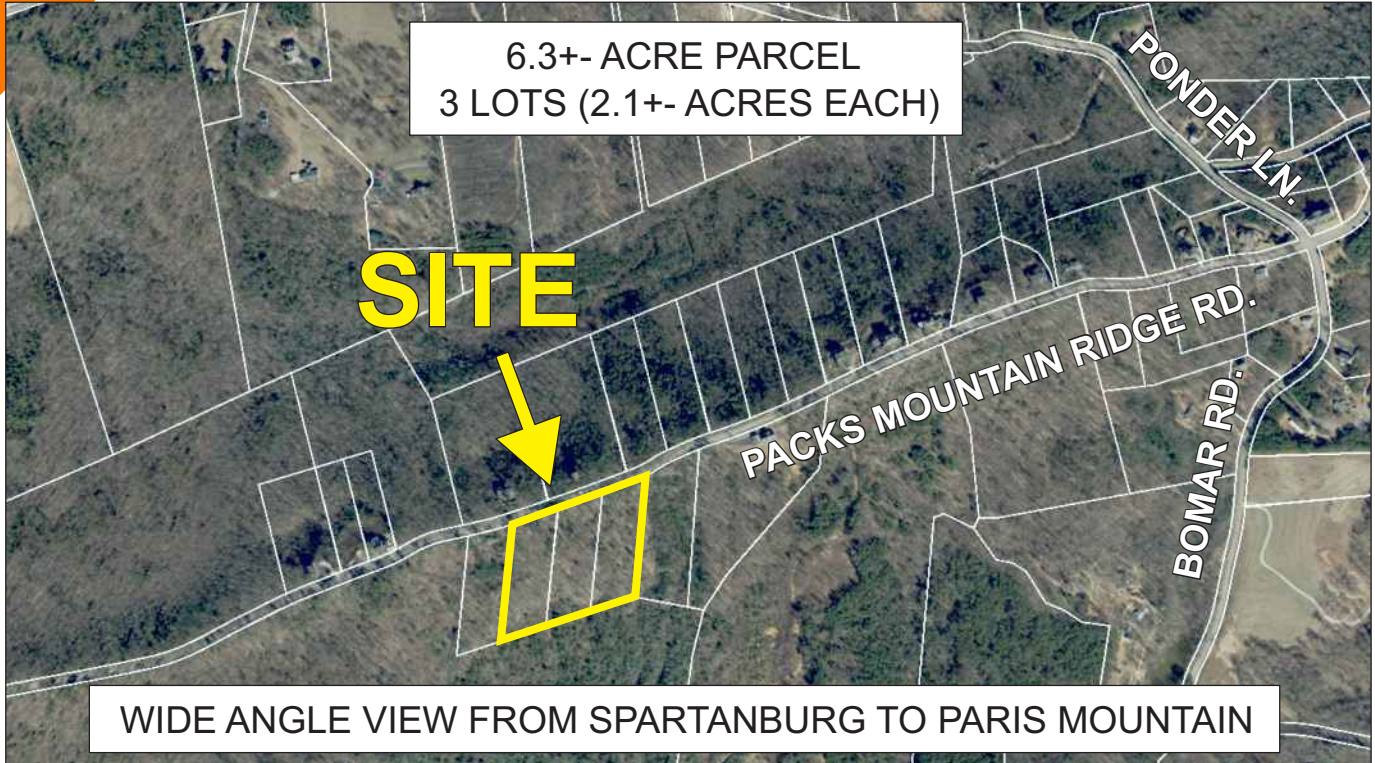 6.3+- ACRE PARCEL
3 LOTS (2.1+- ACRES EACH)
PONDER LN.
SITE
PACKS MOUNTAIN RIDGE RD.
BOMAR RD.
WIDE ANGLE VIEW FROM SPARTANBURG TO PARIS MOUNTAIN